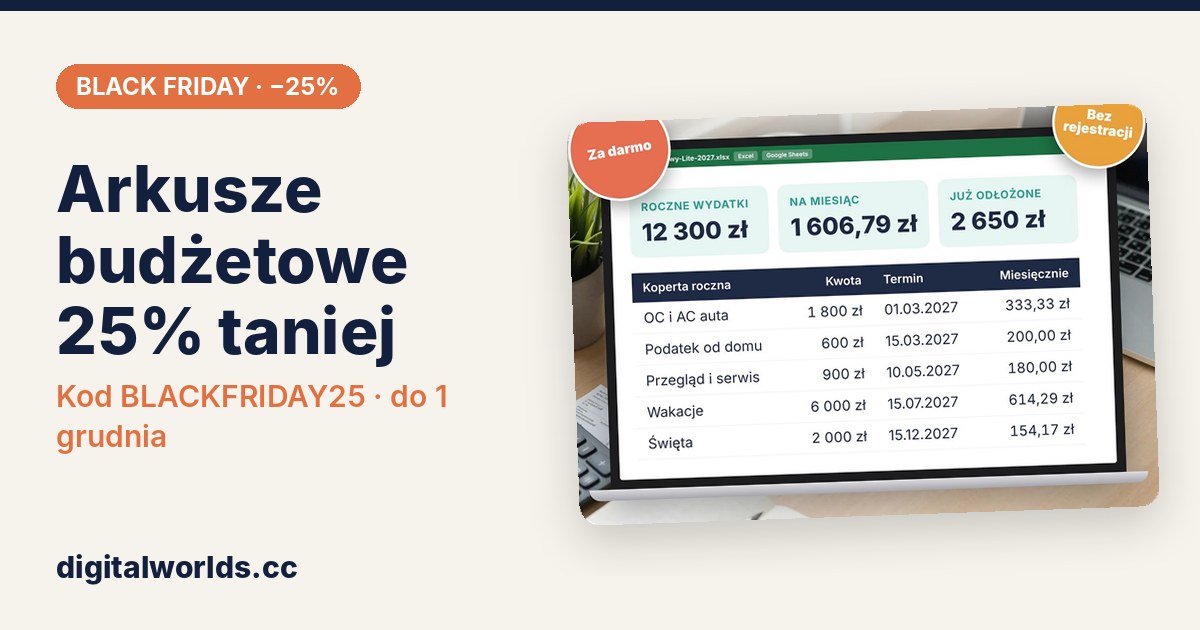 BLACK FRIDAY · −25%
Arkusze
budżetowe
25% taniej
Kod BLACKFRIDAY25 · do 1
grudnia
digitalworlds.cc
Za darmo
Bez
rejestracji
wy-Lite-2027.xlsx Excel Google Sheets
ROCZNE WYDATKI NA MIESIĄC JUŻ ODŁOŻONE
12 300 zł 1 606,79 zł 2 650 zł
Koperta roczna Kwota Termin Miesięcznie
OC i AC auta 1 800 zł 01.03.2027 333,33 zł
Podatek od domu 600 zł 15.03.2027 200,00 zł
Przegląd i serwis 900 zł 10.05.2027 180,00 zł
Wakacje 6 000 zł 15.07.2027 614,29 zł
Święta 2 000 zł 15.12.2027 154,17 zł